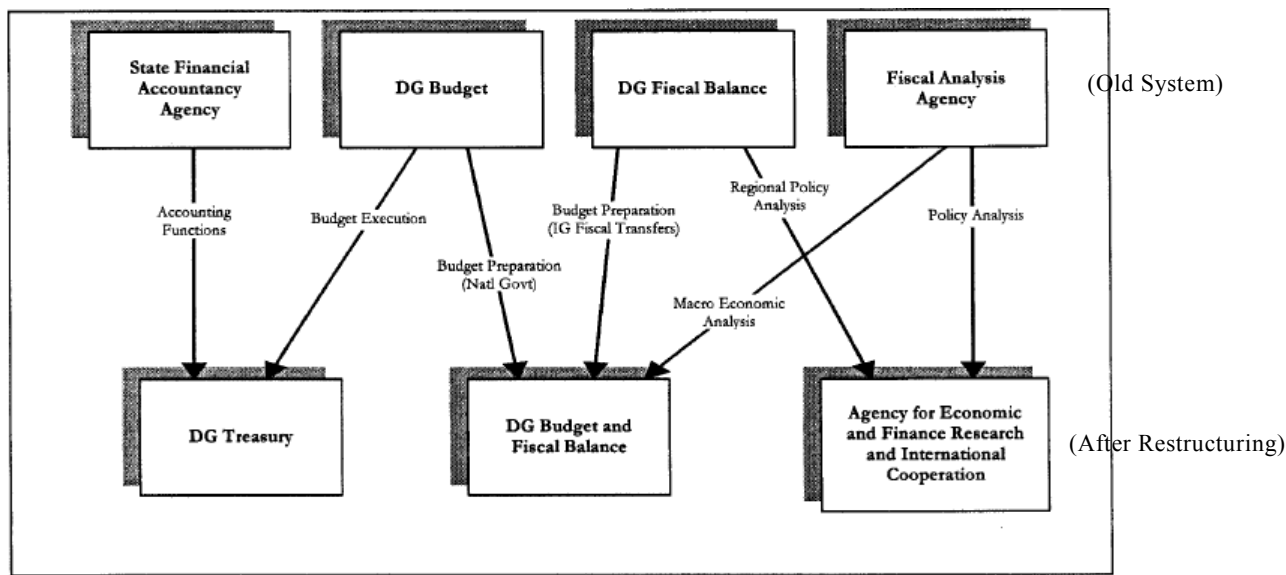 State Financial
Accountancy
Agency
DG Budget
DG Fiscal Balance
Fiscal Analysis
Agency
(Old System)
Accounting
Functions
Budget Execution
Budget Preparation
(Natl Govt)
Budget Preparation
(IG Fiscal Transfers)
Regional Policy
Analysis
Policy Analysis
Macro Economic
Analysis
DG Treasury
DG Budget and
Fiscal Balance
Agency for Economic
and Finance Research
and International
Cooperation
(After Restructuring)